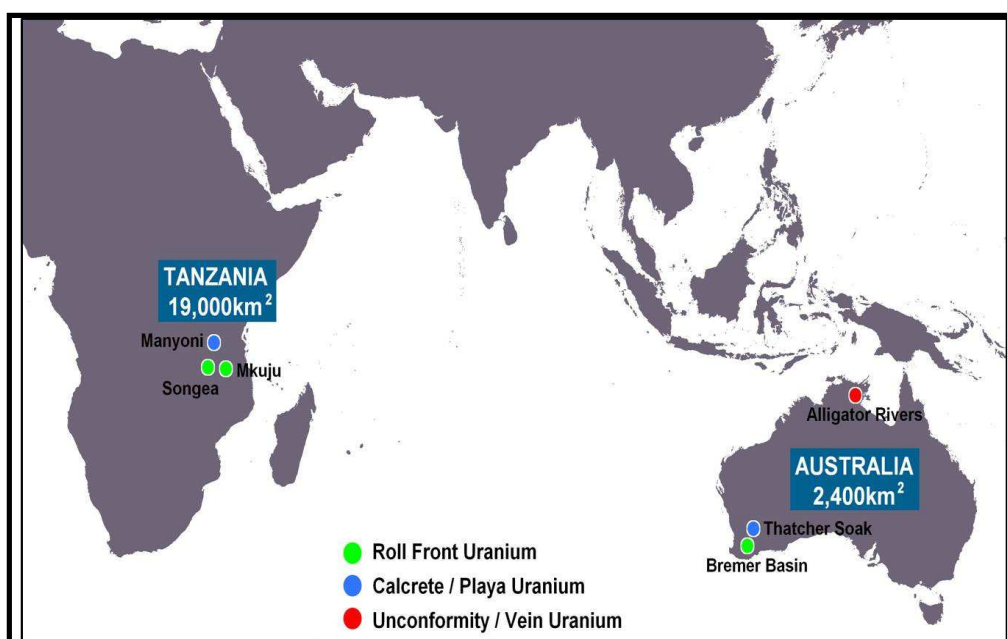 TANZANIA
19,000km²
Manyoni
Mkuju
Songea
Alligator Rivers
AUSTRALIA
2,400km²
Thatcher Soak
Bremer Basin
Roll Front Uranium
Calcrete / Playa Uranium
Unconformity / Vein Uranium